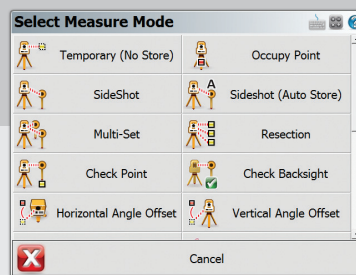 Select Measure Mode
Temporary (No Store) Occupy Point
SideShot Sideshot (Auto Store)
Multi-Set Resection
Check Point Check Backsight
Horizontal Angle Offset Vertical Angle Offset
Cancel